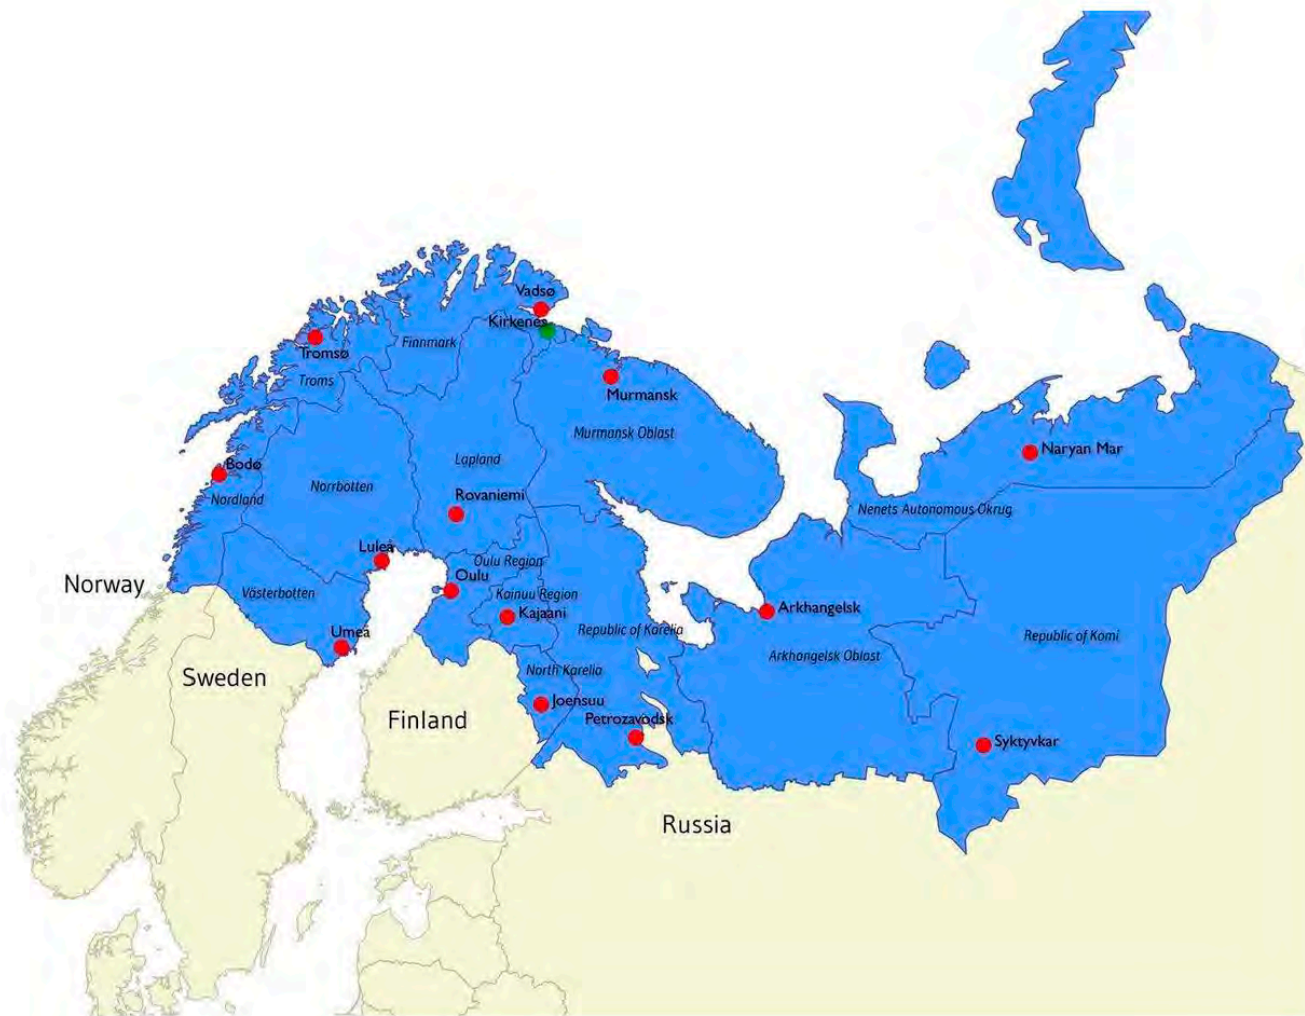 Vadsø
Kirkenes
Tromsø
Finnmark
Troms
Murmansk
Murmansk Oblast
Naryan Mar
Bodø
Lapland
Norrbotten
Nordland
Rovaniemi
Nenets Autonomous Okrug
Luleå
Oulu Region
Oulu
Norway
Västerbotten
Kainuu Region
Kajaani
Arkhangelsk
Umeå
Republic of Karelia
Republic of Komi
Arkhangelsk Oblast
Sweden
North Karelia
Joensuu
Finland
Petrozavodsk
Syktyvkar
Russia